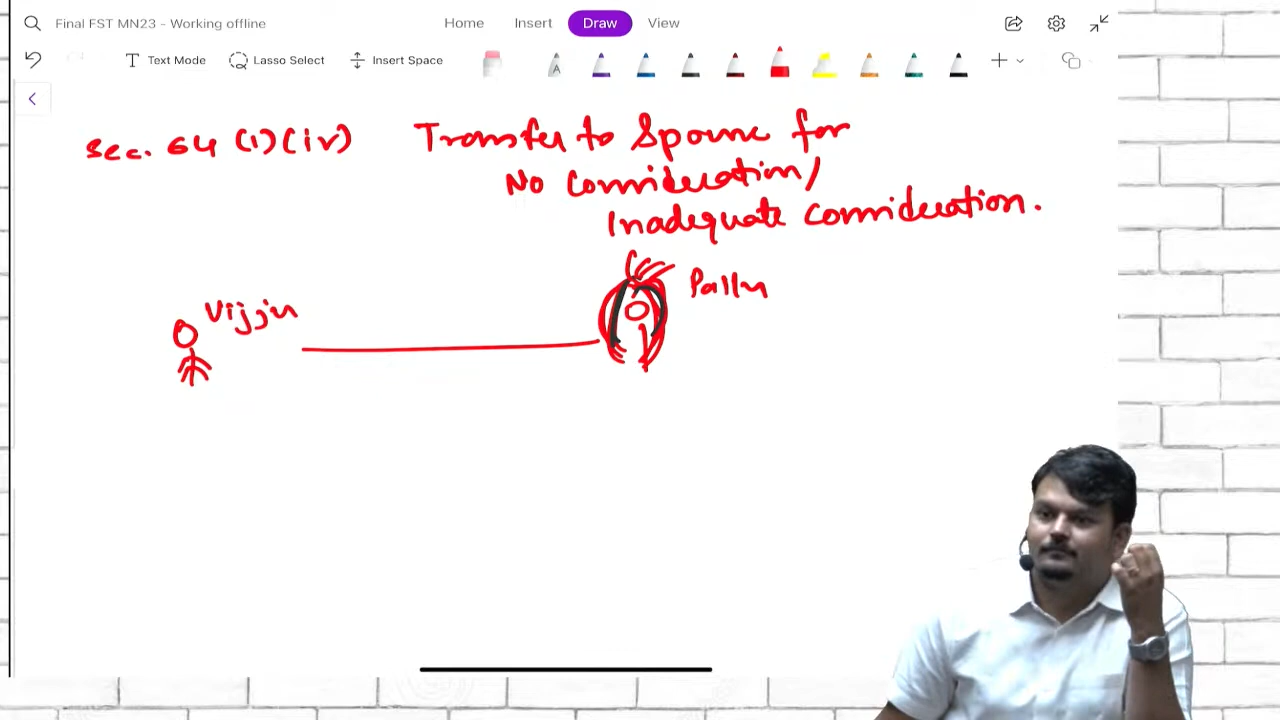 Final FST MN23 - Working offline
Home Insert Draw View
Text Mode Lasso Select Insert Space
A
Sec. 64 (1)(iv) Transfer to Spouse for
No Consideration/
Inadequate consideration.
Vijju
Pallu